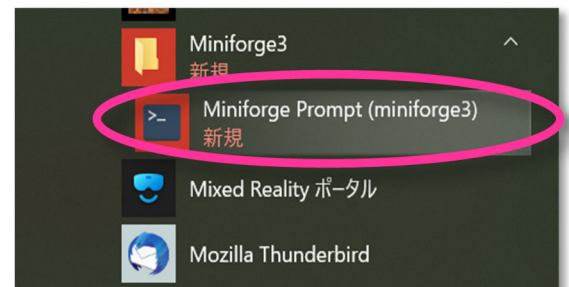 Miniforge3
新規
Miniforge Prompt (miniforge3)
新規
Mixed Reality ポータル
Mozilla Thunderbird